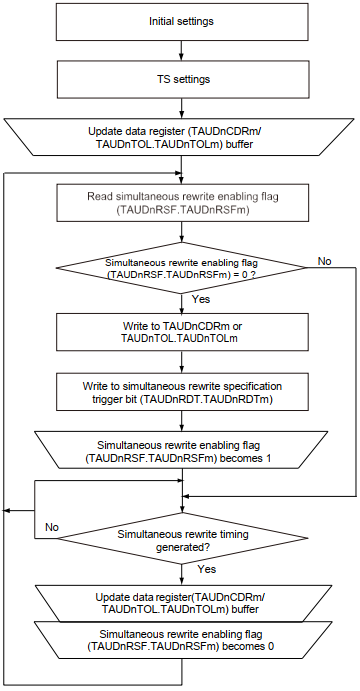 Initial settings
TS settings
Update data register (TAUDnCDRm/
TAUDnTOL.TAUDnTOLm) buffer
Read simultaneous rewrite enabling flag
(TAUDnRSF.TAUDnRSFm)
Simultaneous rewrite enabling flag
(TAUDnRSF.TAUDnRSFm) = 0 ?
No
Yes
Write to TAUDnCDRm or
TAUDnTOL.TAUDnTOLm
Write to simultaneous rewrite specification
trigger bit (TAUDnRDT.TAUDnRDTm)
Simultaneous rewrite enabling flag
(TAUDnRSF.TAUDnRSFm) becomes 1
No
Simultaneous rewrite timing
generated?
Yes
Update data register(TAUDnCDRm/
TAUDnTOL.TAUDnTOLm) buffer
Simultaneous rewrite enabling flag
(TAUDnRSF.TAUDnRSFm) becomes 0